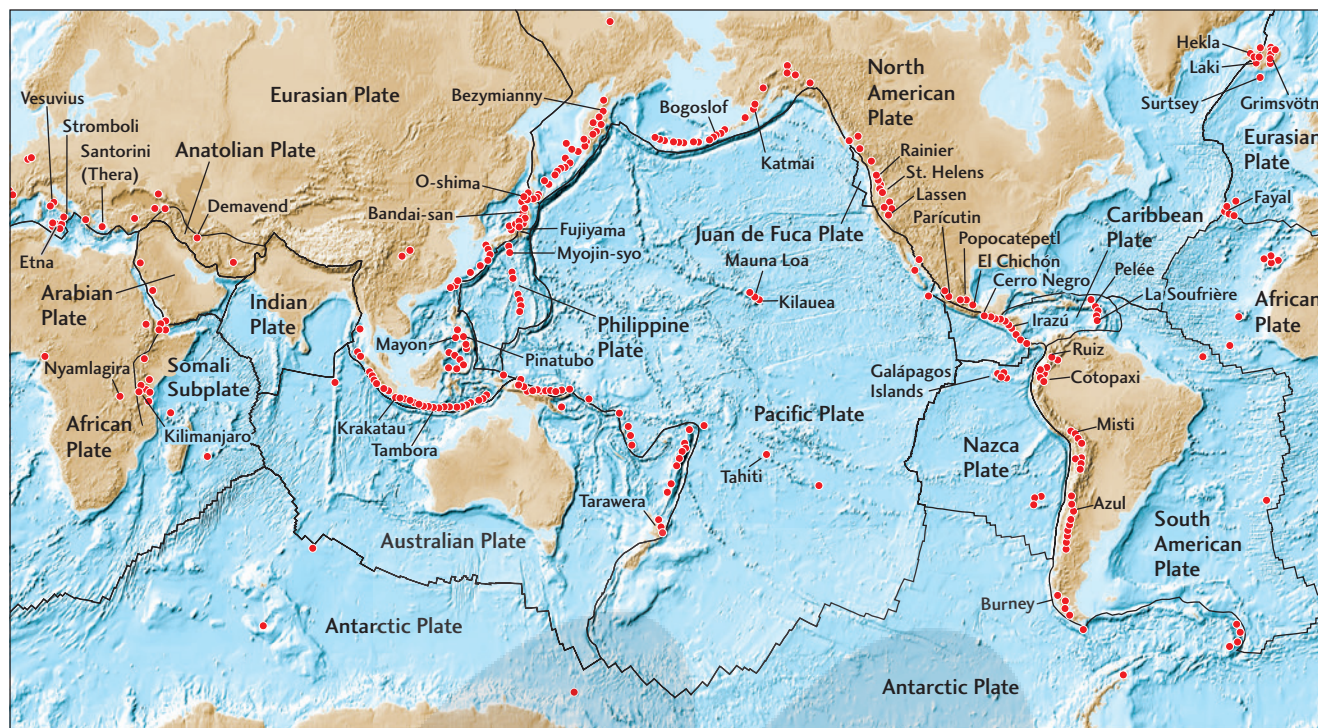 Vesuvius
Stromboli
Santorini
(Thera)
Anatolian Plate
Eurasian Plate
Bezymianny
Bogoslof
North
American
Plate
Hekla
Laki
Surtsey
Grimsvötn
Eurasian
Plate
Katmai
Rainier
St. Helens
Lassen
O-shima
Demavend
Bandai-san
Fujiyama
Myojin-syo
Etna
Parícutin
Juan de Fuca Plate
Popocatepetl
El Chichón
Cerro Negro
Caribbean
Plate
Fayal
Pelée
La Soufrière
Mauna Loa
Kilauea
Arabian
Plate
Indian
Plate
African
Plate
Philippine
Plate
Irazú
Mayon
Pinatubo
Ruiz
Nyamlagira
Somali
Subplate
Galápagos
Islands
Cotopaxi
African
Plate
Kilimanjaro
Krakatau
Tambora
Pacific Plate
Misti
Nazca
Plate
Tahiti
Tarawera
Azul
South
American
Plate
Australian Plate
Burney
Antarctic Plate
Antarctic Plate